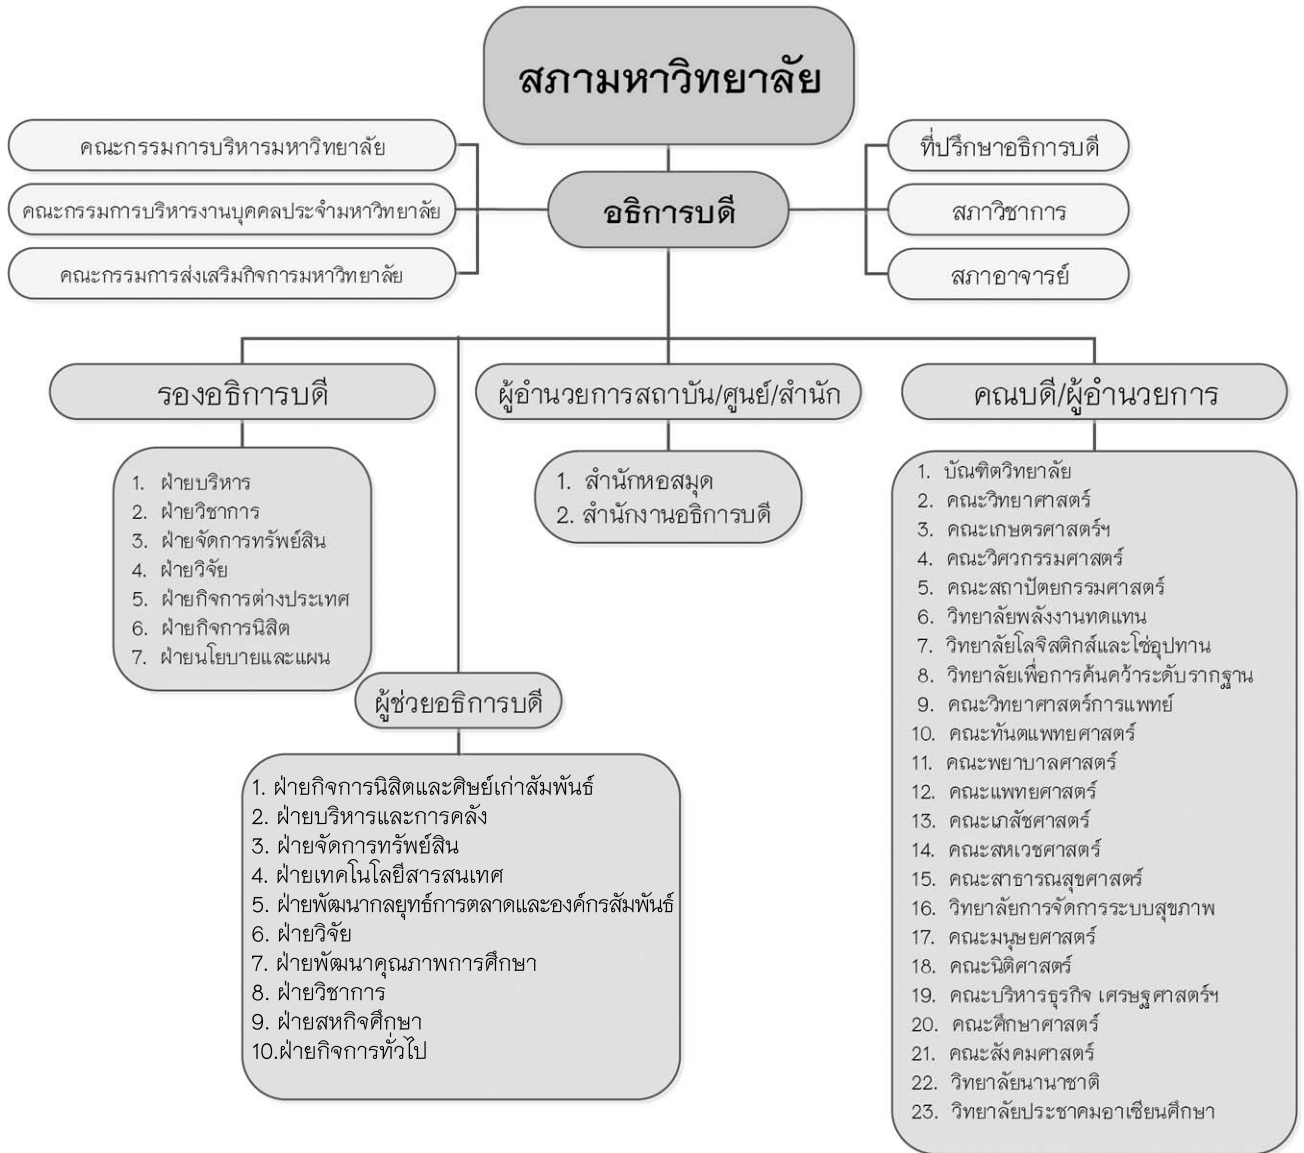 สภามหาวิทยาลัย
คณะกรรมการบริหารมหาวิทยาลัย
คณะกรรมการบริหารงานบุคคลประจำมหาวิทยาลัย
คณะกรรมการส่งเสริมกิจการมหาวิทยาลัย
อธิการบดี
ที่ปรึกษาอธิการบดี
สภาวิชาการ
สภาอาจารย์
รองอธิการบดี
1. ฝ่ายบริหาร
2. ฝ่ายวิชาการ
3. ฝ่ายจัดการทรัพย์สิน
4. ฝ่ายวิจัย
5. ฝ่ายกิจการต่างประเทศ
6. ฝ่ายกิจการนิสิต
7. ฝ่ายนโยบายและแผน
ผู้ช่วยอธิการบดี
1. ฝ่ายกิจการนิสิตและศิษย์เก่าสัมพันธ์
2. ฝ่ายบริหารและการคลัง
3. ฝ่ายจัดการทรัพย์สิน
4. ฝ่ายเทคโนโลยีสารสนเทศ
5. ฝ่ายพัฒนากลยุทธ์การตลาดและองค์กรสัมพันธ์
6. ฝ่ายวิจัย
7. ฝ่ายพัฒนาคุณภาพการศึกษา
8. ฝ่ายวิชาการ
9. ฝ่ายสหกิจศึกษา
10.ฝ่ายกิจการทั่วไป
ผู้อำนวยการสถาบัน/ศูนย์/สำนัก
1. สำนักหอสมุด
2. สำนักงานอธิการบดี
คณบดี/ผู้อำนวยการ
1. บัณฑิตวิทยาลัย
2. คณะวิทยาศาสตร์
3. คณะเกษตรศาสตร์ฯ
4. คณะวิศวกรรมศาสตร์
5. คณะสถาปัตยกรรมศาสตร์
6. วิทยาลัยพลังงานทดแทน
7. วิทยาลัยโลจิสติกส์และโซ่อุปทาน
8. วิทยาลัยเพื่อการค้นคว้าระดับรากฐาน
9. คณะวิทยาศาสตร์การแพทย์
10. คณะทันตแพทยศาสตร์
11. คณะพยาบาลศาสตร์
12. คณะแพทยศาสตร์
13. คณะเภสัชศาสตร์
14. คณะสหเวชศาสตร์
15. คณะสาธารณสุขศาสตร์
16. วิทยาลัยการจัดการระบบสุขภาพ
17. คณะมนุษยศาสตร์
18. คณะนิติศาสตร์
19. คณะบริหารธุรกิจ เศรษฐศาสตร์ฯ
20. คณะศึกษาศาสตร์
21. คณะสังคมศาสตร์
22. วิทยาลัยนานาชาติ
23. วิทยาลัยประชาคมอาเซียนศึกษา